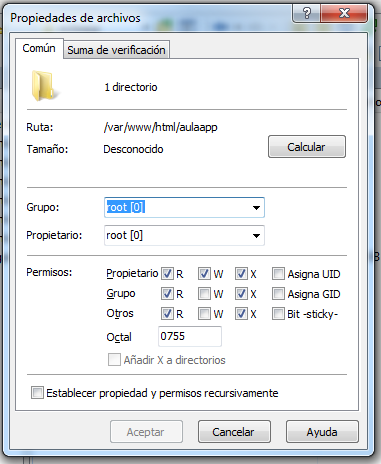 Propiedades de archivos
Común Suma de verificación
1 directorio
Ruta: /var/www/html/aulaapp
Tamaño: Desconocido Calcular
Grupo: root [0]
Propietario: root [0]
Permisos: Propietario R W X Asigna UID
Grupo R W X Asigna GID
Otros R W X Bit -sticky-
Octal 0755
Añadir X a directorios
Establecer propiedad y permisos recursivamente
Aceptar Cancelar Ayuda